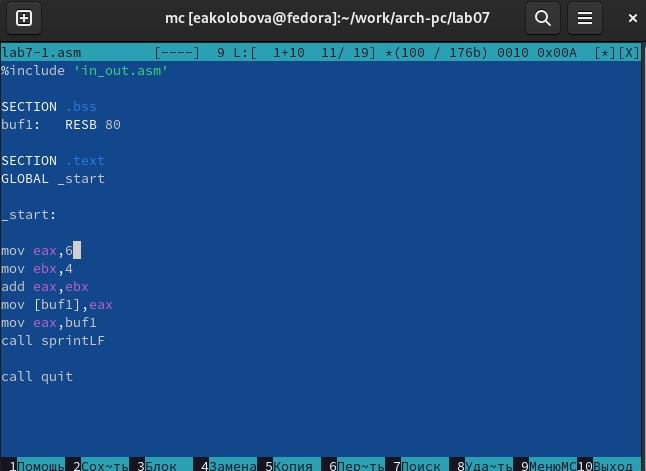 mc [eakolobova@fedora]:~/work/arch-pc/lab07
lab7-1.asm [----] 9 L:[ 1+10 11/ 19] *(100 / 176b) 0010 0x00A [*][X]
%include 'in_out.asm'
SECTION .bss
buf1: RESB 80
SECTION .text
GLOBAL _start
_start:
mov eax,6
mov ebx,4
add eax,ebx
mov [buf1],eax
mov eax,buf1
call sprintLF
call quit
1Помощь 2Сох~ть 3Блок 4Замена 5Копия 6Пер~ть 7Поиск 8Уда~ть 9МенюMC 10Выход